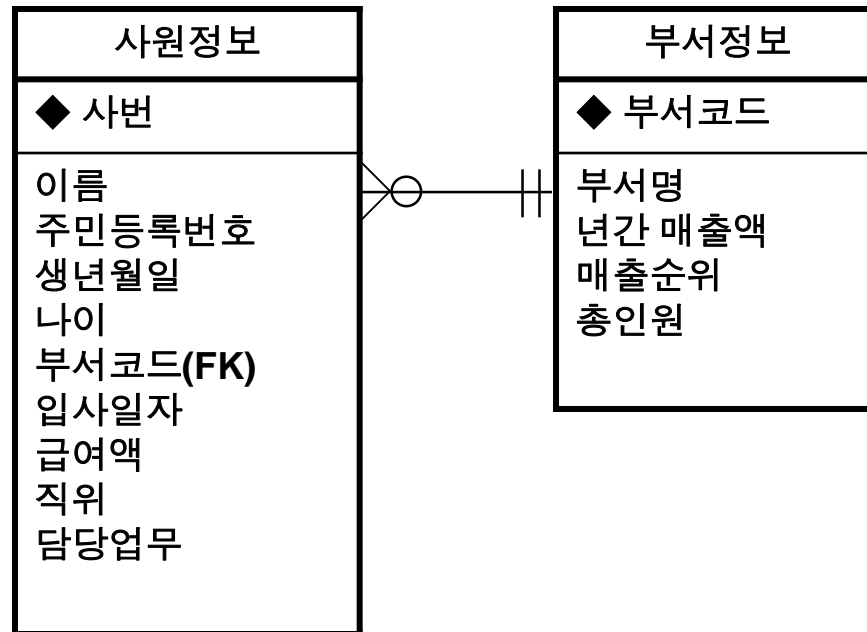 사원정보
◆ 사번
이름
주민등록번호
생년월일
나이
부서코드(FK)
입사일자
급여액
직위
담당업무
부서정보
◆ 부서코드
부서명
년간 매출액
매출순위
총인원